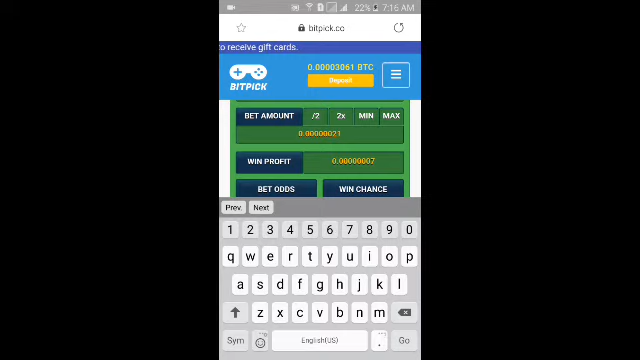 22% 7:16 AM
bitpick.co
to receive gift cards.
BITPICK
0.00003061 BTC
Deposit
BET AMOUNT /2 2x MIN MAX
0.00000021
WIN PROFIT 0.00000007
BET ODDS WIN CHANCE
Prev. Next
1 2 3 4 5 6 7 8 9 0
q w e r t y u i o p
a s d f g h j k l
z x c v b n m
Sym English(US) . Go